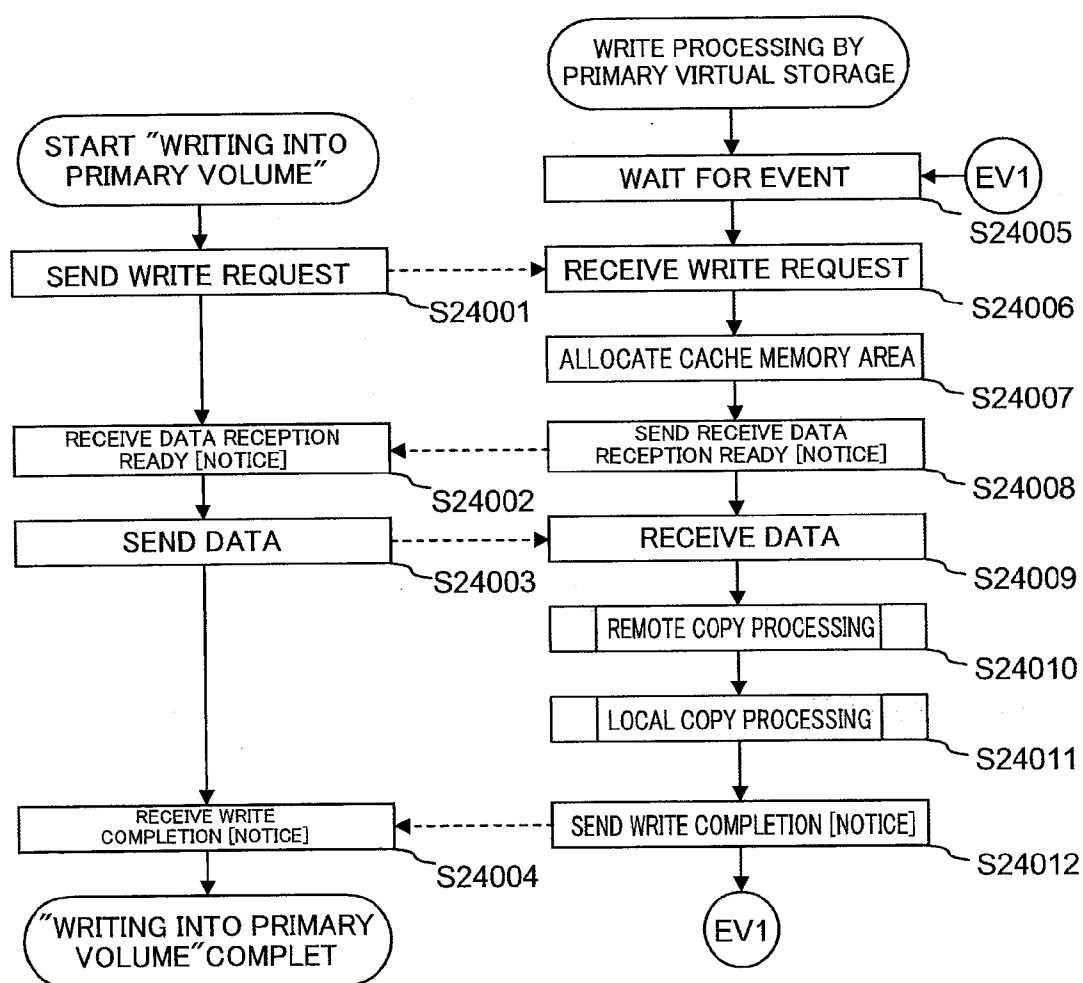 WRITE PROCESSING BY
PRIMARY VIRTUAL STORAGE
START "WRITING INTO
PRIMARY VOLUME"
WAIT FOR EVENT
EV1
S24005
SEND WRITE REQUEST
RECEIVE WRITE REQUEST
S24001
S24006
ALLOCATE CACHE MEMORY AREA
S24007
RECEIVE DATA RECEPTION
READY [NOTICE]
SEND RECEIVE DATA
RECEPTION READY [NOTICE]
S24002
S24008
SEND DATA
RECEIVE DATA
S24003
S24009
REMOTE COPY PROCESSING
S24010
LOCAL COPY PROCESSING
S24011
RECEIVE WRITE
COMPLETION [NOTICE]
SEND WRITE COMPLETION [NOTICE]
S24004
S24012
"WRITING INTO PRIMARY
VOLUME"COMPLET
EV1